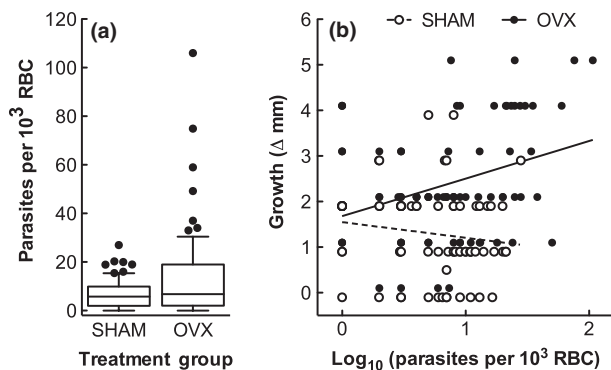 (a)
Parasites per 10³ RBC
120
100
80
60
40
20
0
SHAM OVX
Treatment group
(b)
SHAM OVX
Growth (Δ mm)
6
5
4
3
2
1
0
0 1 2
Log₁₀ (parasites per 10³ RBC)